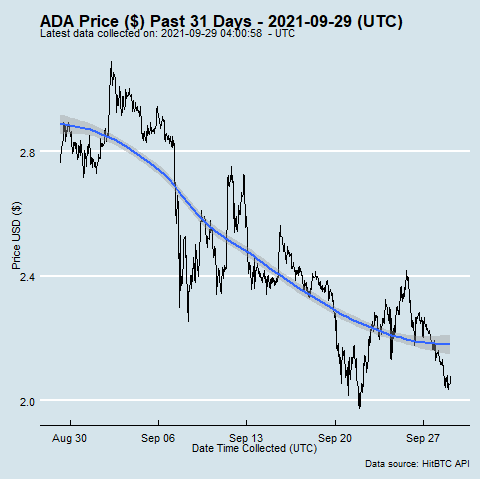 ADA Price ($) Past 31 Days - 2021-09-29 (UTC)
Latest data collected on: 2021-09-29 04:00:58 - UTC
Price USD ($)
2.8
2.4
2.0
Aug 30 Sep 06 Sep 13 Sep 20 Sep 27
Date Time Collected (UTC)
Data source: HitBTC API